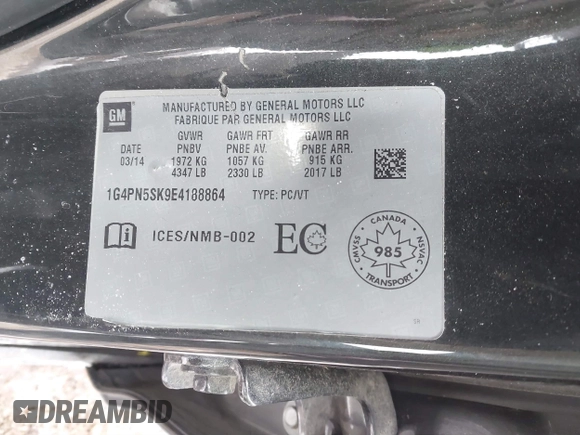 GM
MANUFACTURED BY GENERAL MOTORS LLC
FABRIQUE PAR GENERAL MOTORS LLC
GVWR GAWR FRT GAWR RR
PNBV PNBE AV. PNBE ARR.
03/14 1972 KG 1057 KG 915 KG
4347 LB 2330 LB 2017 LB
1G4PN5SK9E4188864 TYPE: PC/VT
ICES/NMB-002 EC
CANADA
CMVSS 985 NSVAC
TRANSPORT
DREAMBID